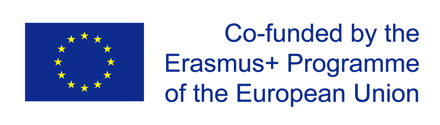 Co-funded by the
Erasmus+ Programme
of the European Union